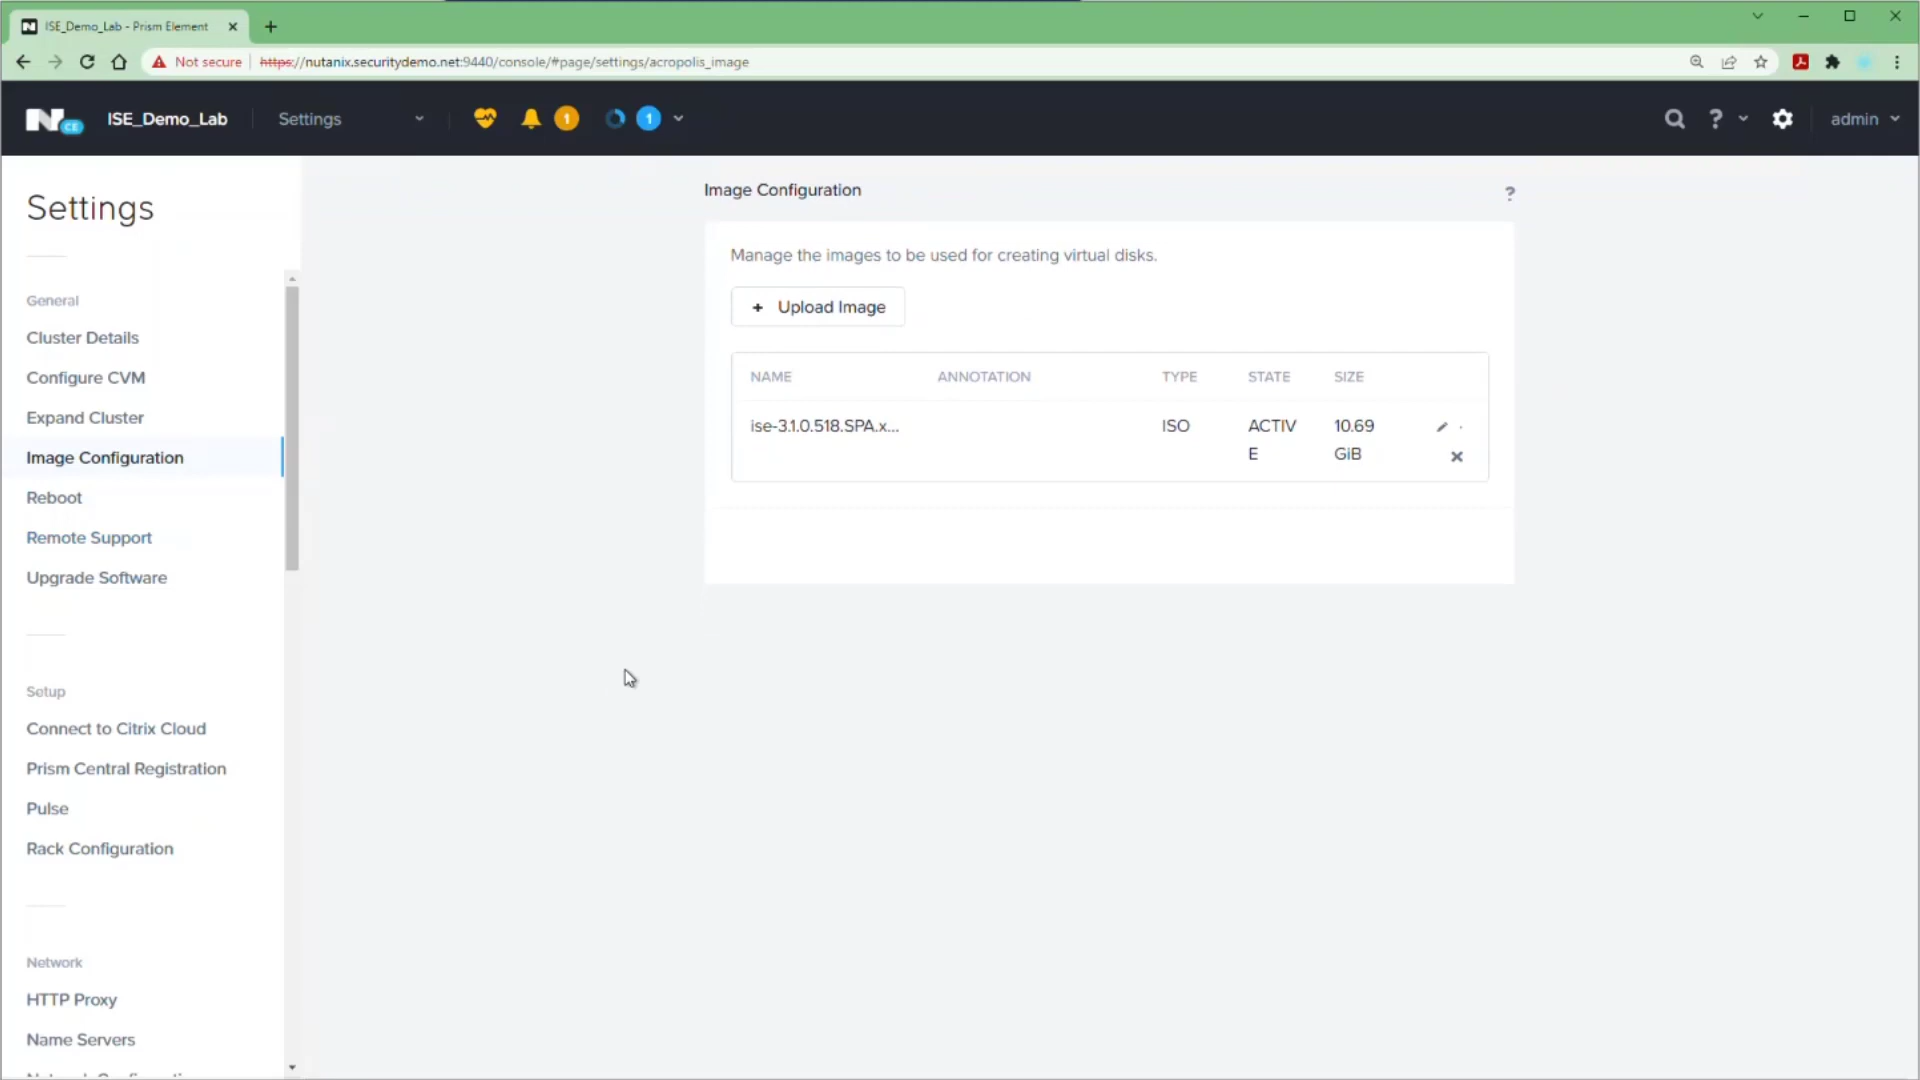 ISE_Demo_Lab - Prism Element
Not secure https://nutanix.securitydemo.net:9440/console/#page/settings/acropolis_image
N CE ISE_Demo_Lab Settings 1 1 ? admin
Settings
General
Cluster Details
Configure CVM
Expand Cluster
Image Configuration
Reboot
Remote Support
Upgrade Software
Setup
Connect to Citrix Cloud
Prism Central Registration
Pulse
Rack Configuration
Network
HTTP Proxy
Name Servers
Image Configuration ?
Manage the images to be used for creating virtual disks.
+ Upload Image
NAME ANNOTATION TYPE STATE SIZE
ise-3.1.0.518.SPA.x... ISO ACTIV 10.69
E GiB